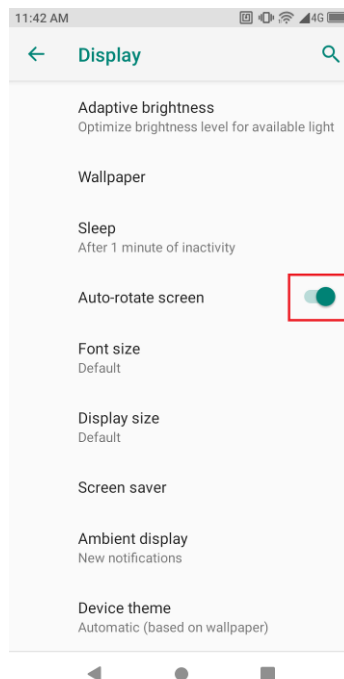 11:42 AM 4G
Display
Adaptive brightness
Optimize brightness level for available light
Wallpaper
Sleep
After 1 minute of inactivity
Auto-rotate screen
Font size
Default
Display size
Default
Screen saver
Ambient display
New notifications
Device theme
Automatic (based on wallpaper)